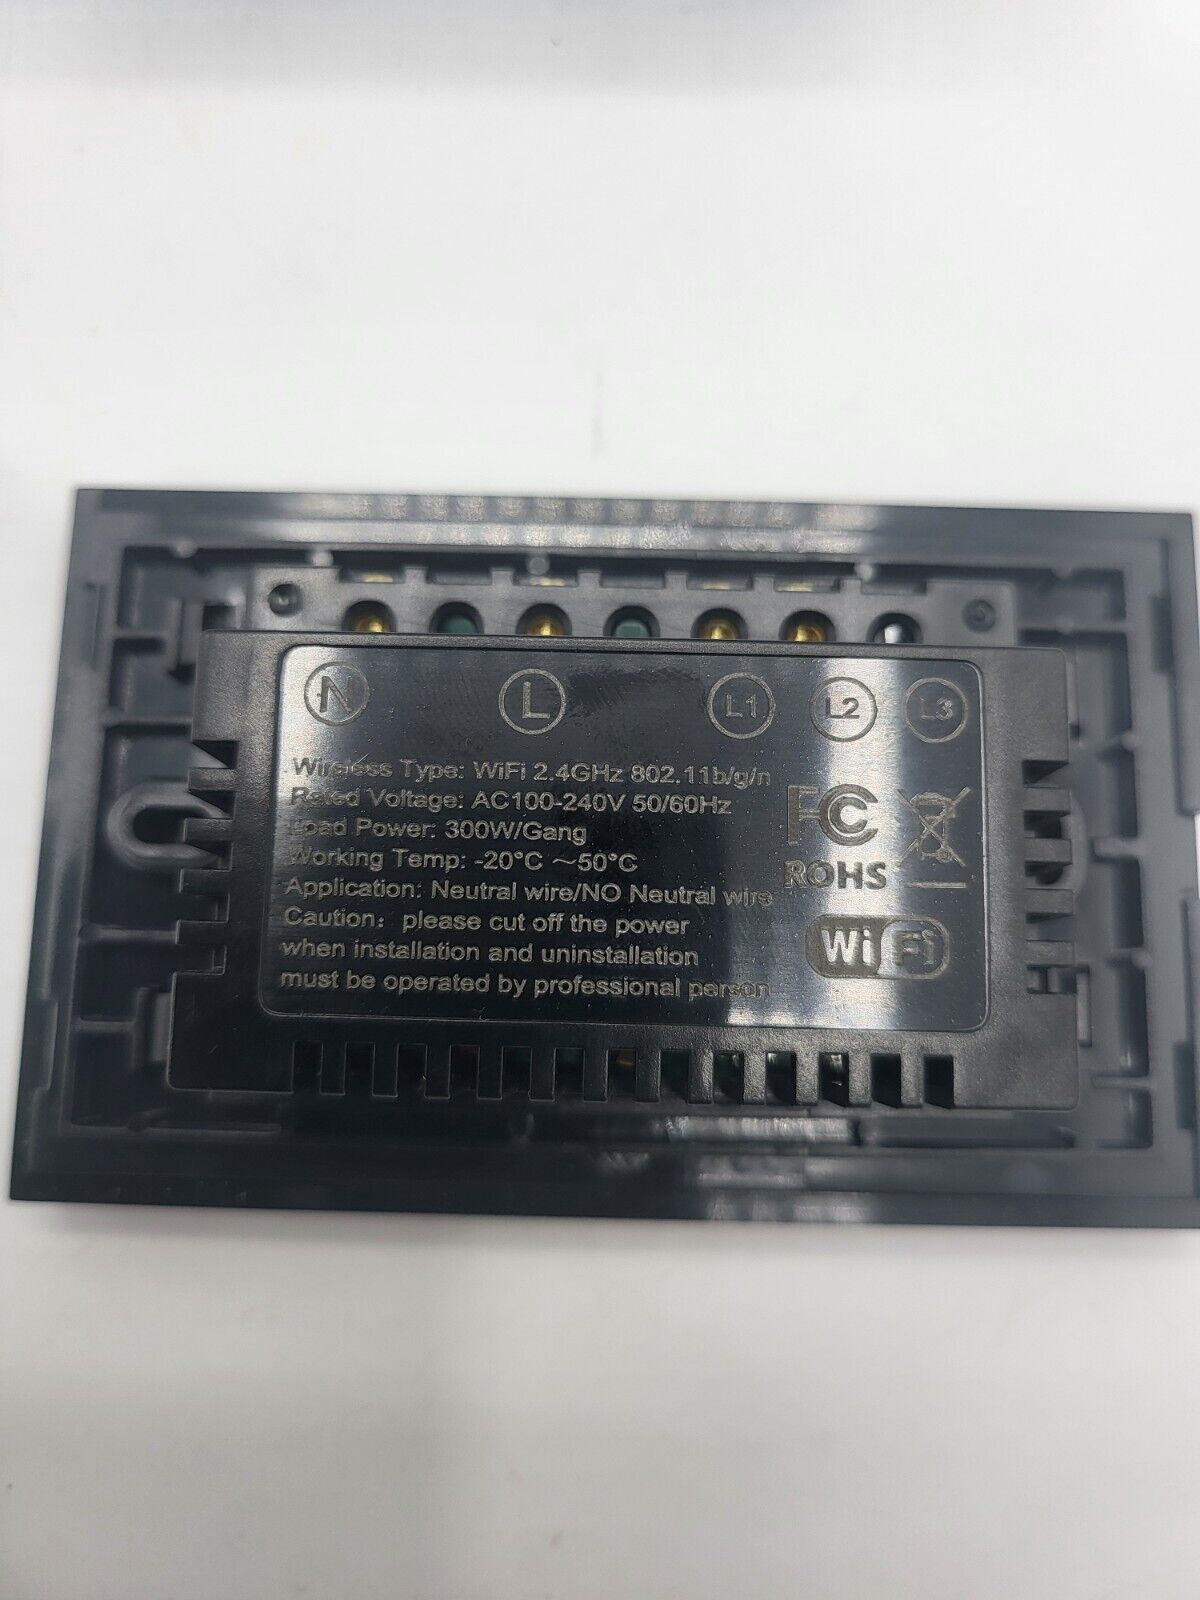 N L L1 L2 L3
Wireless Type: WiFi 2.4GHz 802.11b/g/n
Rated Voltage: AC100-240V 50/60Hz
Load Power: 300W/Gang
Working Temp: -20°C ~50°C
Application: Neutral wire/NO Neutral wire
Caution: please cut off the power
when installation and uninstallation
must be operated by professional person
FC
ROHS
WiFi